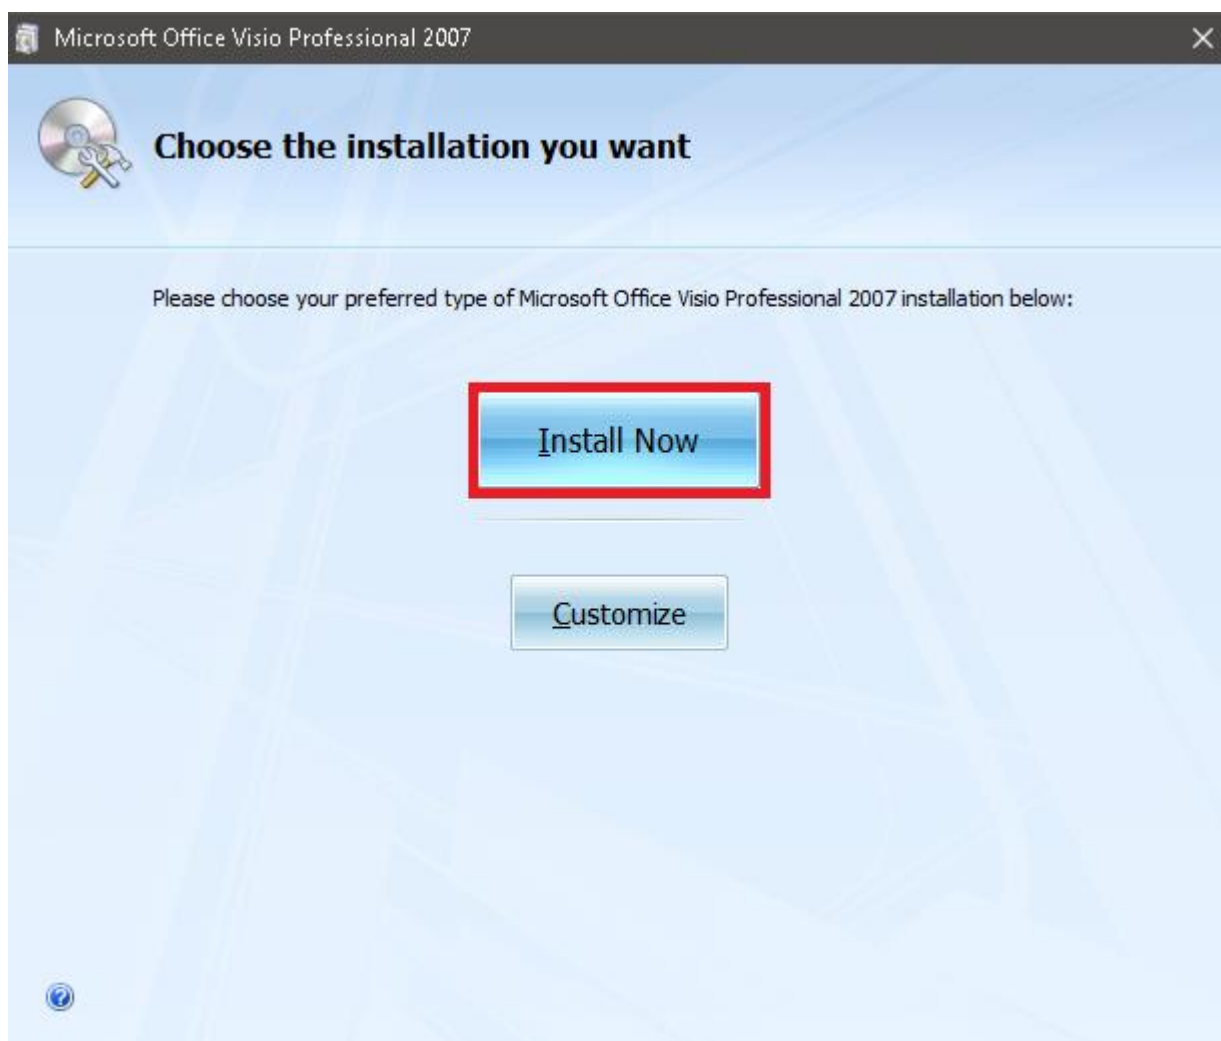 Microsoft Office Visio Professional 2007
Choose the installation you want
Please choose your preferred type of Microsoft Office Visio Professional 2007 installation below:
Install Now
Customize